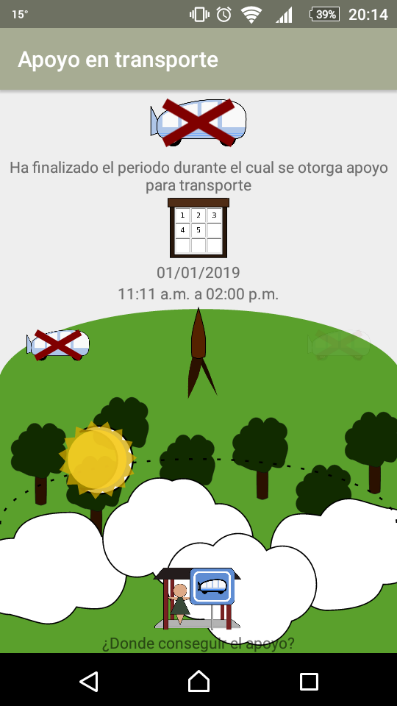 15°
39%
20:14
Apoyo en transporte
Ha finalizado el periodo durante el cual se otorga apoyo
para transporte
1 2 3
4 5
01/01/2019
11:11 a.m. a 02:00 p.m.
¿Donde conseguir el apoyo?